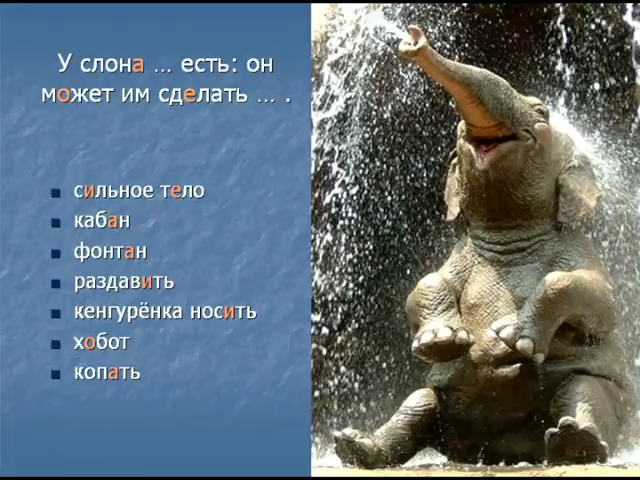 У слона ... есть: он
может им сделать ... .
сильное тело
кабан
фонтан
раздавить
кенгурёнка носить
хобот
копать